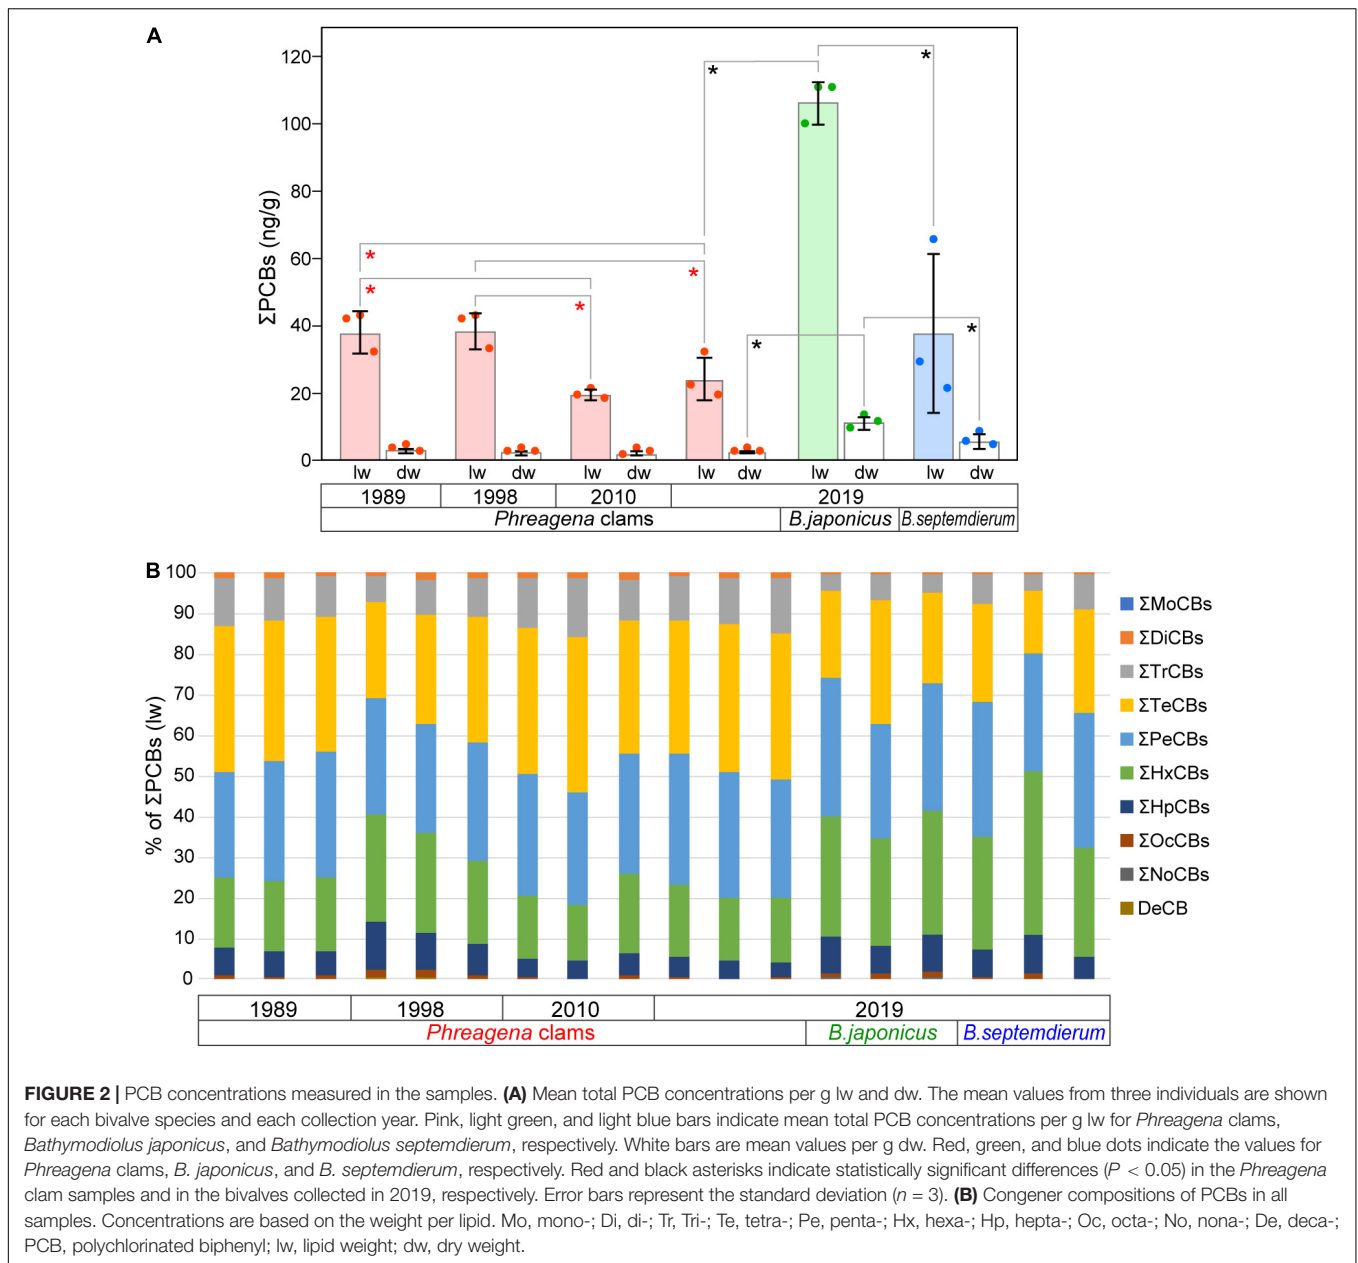 A
ΣPCBs (ng/g)
120
100
80
60
40
20
0
* * * * * * * * *
lw dw lw dw lw dw lw dw lw dw lw dw
1989 1998 2010 2019
Phreagena clams B.japonicus B.septemdierum
B
% of ΣPCBs (lw)
100
90
80
70
60
50
40
30
20
10
0
ΣMoCBs
ΣDiCBs
ΣTrCBs
ΣTeCBs
ΣPeCBs
ΣHxCBs
ΣHpCBs
ΣOcCBs
ΣNoCBs
DeCB
1989 1998 2010 2019
Phreagena clams B.japonicus B.septemdierum
FIGURE 2 | PCB concentrations measured in the samples. (A) Mean total PCB concentrations per g lw and dw. The mean values from three individuals are shown
for each bivalve species and each collection year. Pink, light green, and light blue bars indicate mean total PCB concentrations per g lw for Phreagena clams,
Bathymodiolus japonicus, and Bathymodiolus septemdierum, respectively. White bars are mean values per g dw. Red, green, and blue dots indicate the values for
Phreagena clams, B. japonicus, and B. septemdierum, respectively. Red and black asterisks indicate statistically significant differences (P < 0.05) in the Phreagena
clam samples and in the bivalves collected in 2019, respectively. Error bars represent the standard deviation (n = 3). (B) Congener compositions of PCBs in all
samples. Concentrations are based on the weight per lipid. Mo, mono-; Di, di-; Tr, Tri-; Te, tetra-; Pe, penta-; Hx, hexa-; Hp, hepta-; Oc, octa-; No, nona-; De, deca-;
PCB, polychlorinated biphenyl; lw, lipid weight; dw, dry weight.